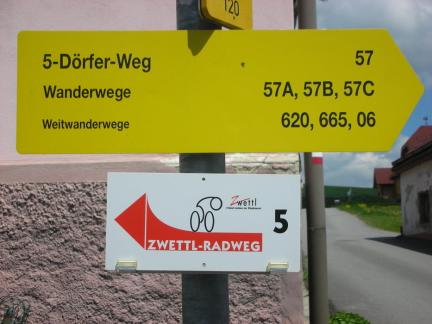 120
5-Dörfer-Weg 57
Wanderwege 57A, 57B, 57C
Weitwanderwege 620, 665, 06
Zwettl
5
ZWETTL-RADWEG